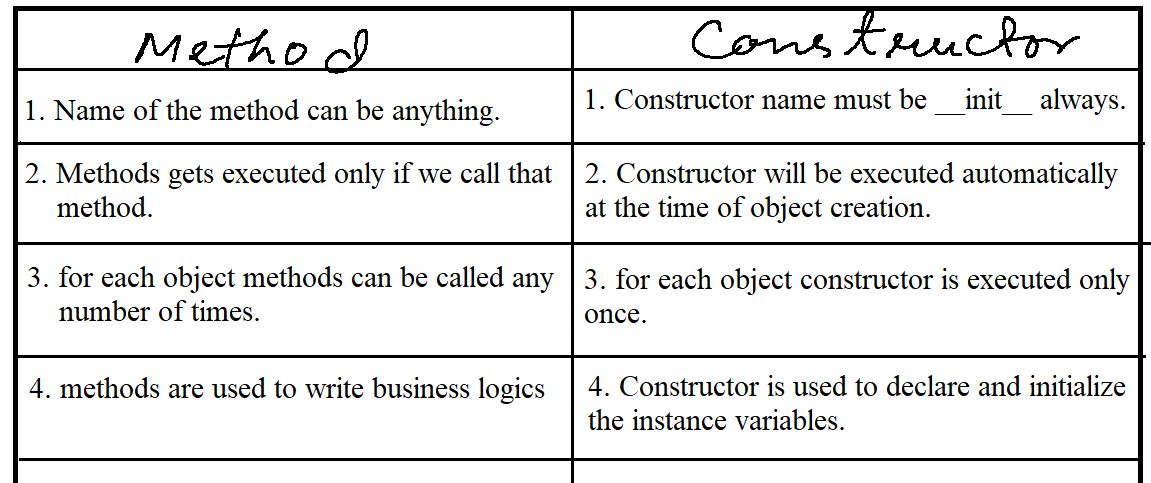 Method
Constructor
1. Name of the method can be anything.
1. Constructor name must be __init__ always.
2. Methods gets executed only if we call that
method.
2. Constructor will be executed automatically
at the time of object creation.
3. for each object methods can be called any
number of times.
3. for each object constructor is executed only
once.
4. methods are used to write business logics
4. Constructor is used to declare and initialize
the instance variables.